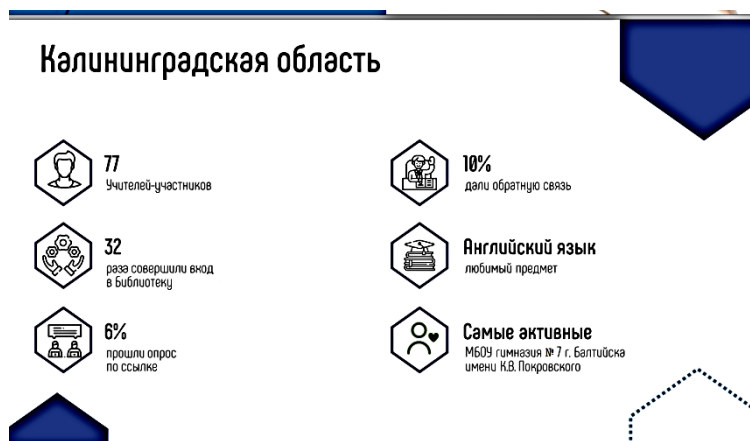 Калининградская область
77
Учителей-участников
32
раза совершили вход
в Библиотеку
6%
прошли опрос
по ссылке
10%
дали обратную связь
Английский язык
любимый предмет
Самые активные
МБОУ гимназия № 7 г. Балтийска
имени К.В. Покровского